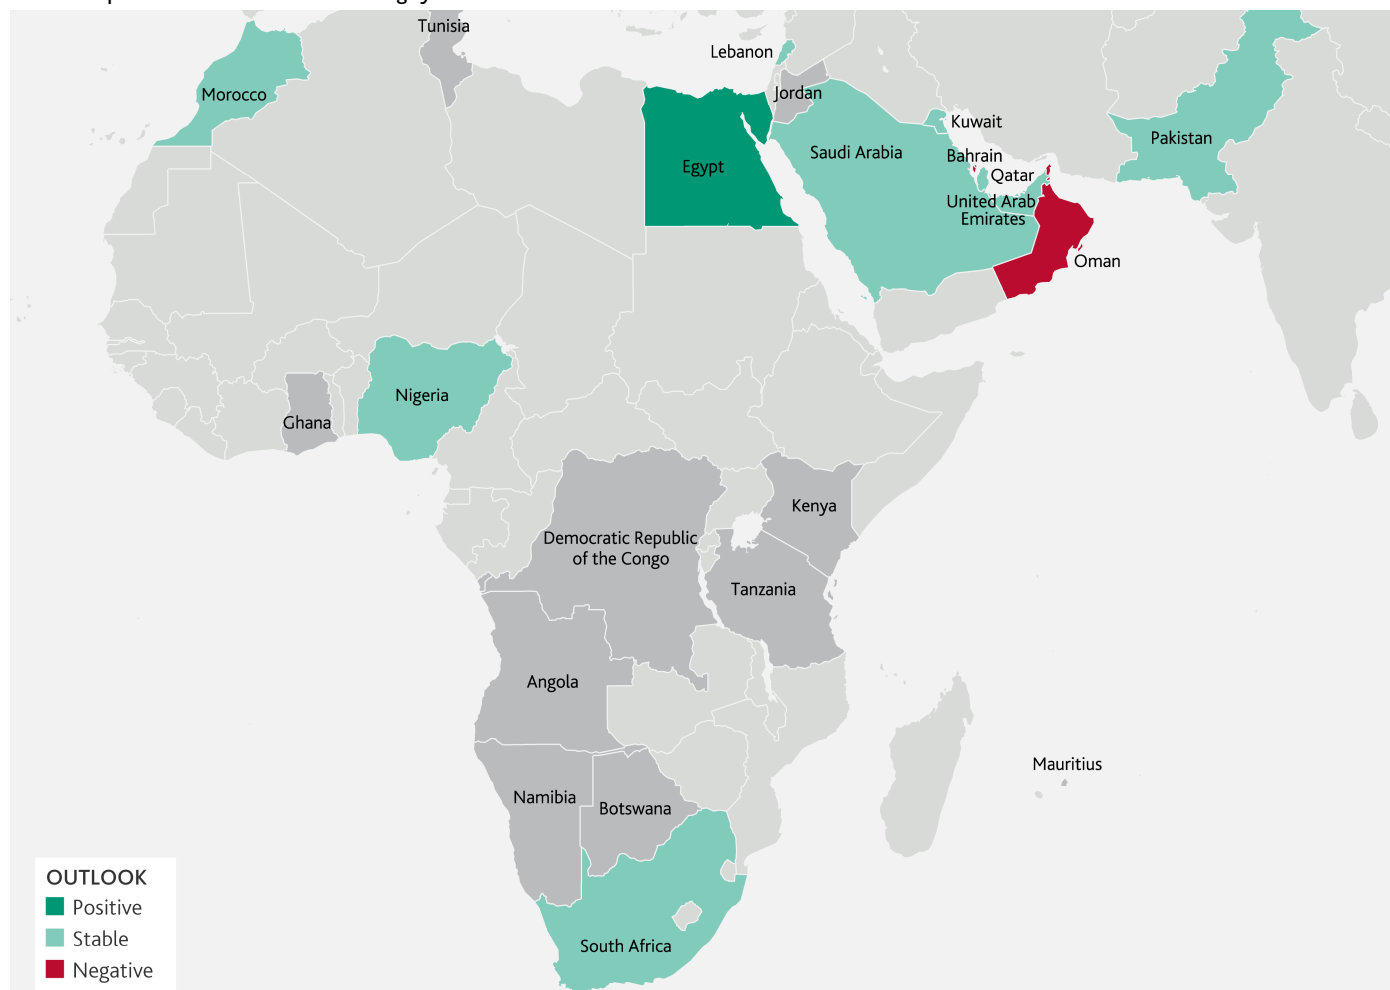 Tunisia
Lebanon
Jordan
Morocco
Kuwait
Pakistan
Saudi Arabia
Bahrain
Egypt
Qatar
United Arab
Emirates
Oman
Nigeria
Ghana
Kenya
Democratic Republic
of the Congo
Tanzania
Angola
Mauritius
Namibia
Botswana
South Africa
OUTLOOK
Positive
Stable
Negative